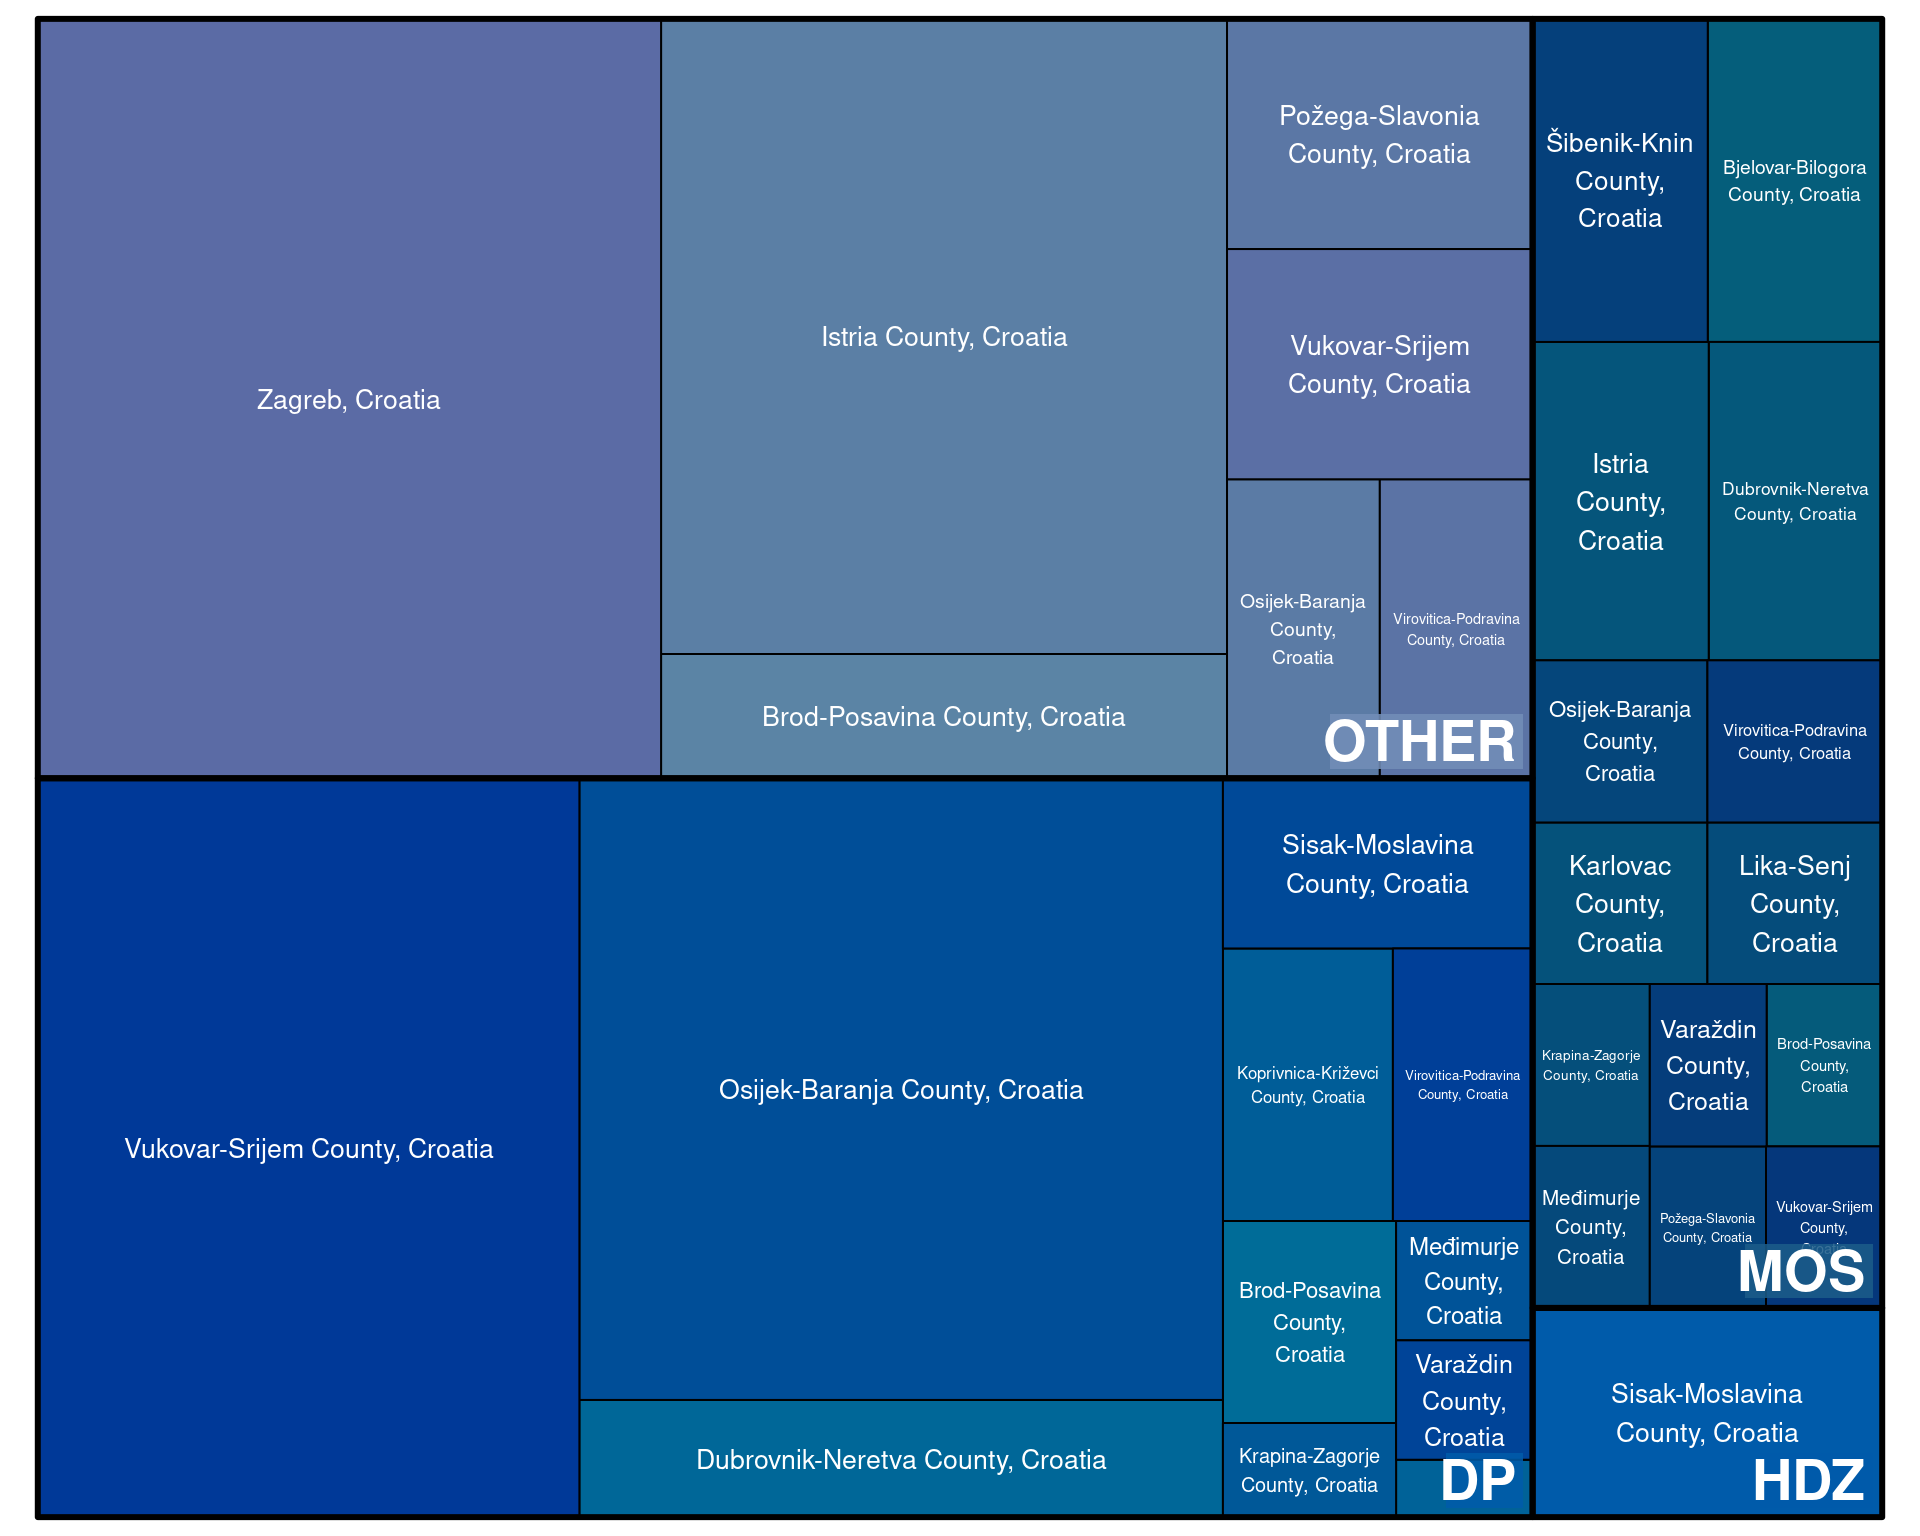 Zagreb, Croatia
Istria County, Croatia
Brod-Posavina County, Croatia
Požega-Slavonia
County, Croatia
Vukovar-Srijem
County, Croatia
Osijek-Baranja
County,
Croatia
Virovitica-Podravina
County, Croatia
OTHER
Vukovar-Srijem County, Croatia
Osijek-Baranja County, Croatia
Dubrovnik-Neretva County, Croatia
Sisak-Moslavina
County, Croatia
Koprivnica-Križevci
County, Croatia
Virovitica-Podravina
County, Croatia
Brod-Posavina
County,
Croatia
Međimurje
County,
Croatia
Varaždin
County,
Croatia
Krapina-Zagorje
County, Croatia
DP
Šibenik-Knin
County,
Croatia
Bjelovar-Bilogora
County, Croatia
Istria
County,
Croatia
Dubrovnik-Neretva
County, Croatia
Osijek-Baranja
County,
Croatia
Virovitica-Podravina
County, Croatia
Karlovac
County,
Croatia
Lika-Senj
County,
Croatia
Krapina-Zagorje
County, Croatia
Varaždin
County,
Croatia
Brod-Posavina
County,
Croatia
Međimurje
County,
Croatia
Požega-Slavonia
County, Croatia
Vukovar-Srijem
County,
MOS
Sisak-Moslavina
County, Croatia
HDZ